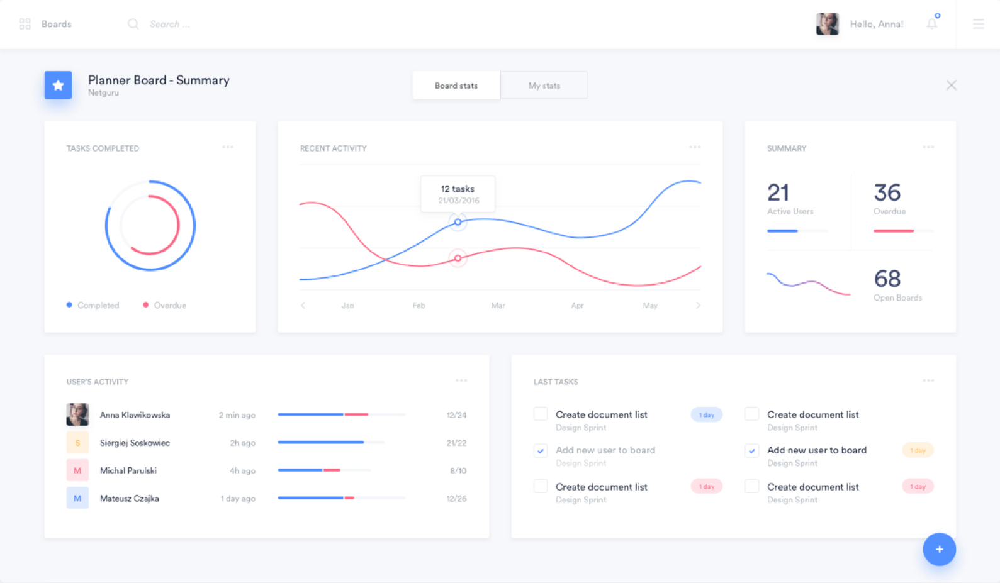 Boards
Search ...
Hello, Anna!
Planner Board - Summary
Netguru
Board stats
My stats
TASKS COMPLETED
Completed
Overdue
RECENT ACTIVITY
12 tasks
21/03/2016
Jan Feb Mar Apr May
SUMMARY
21
Active Users
36
Overdue
68
Open Boards
USER'S ACTIVITY
Anna Klawikowska 2 min ago 12/24
S Siergiej Soskowiec 2h ago 21/22
M Michal Parulski 4h ago 8/10
M Mateusz Czajka 1 day ago 12/26
LAST TASKS
Create document list 1 day
Design Sprint
Add new user to board
Design Sprint
Create document list 1 day
Design Sprint
Create document list
Design Sprint
Add new user to board 1 day
Design Sprint
Create document list 1 day
Design Sprint
+